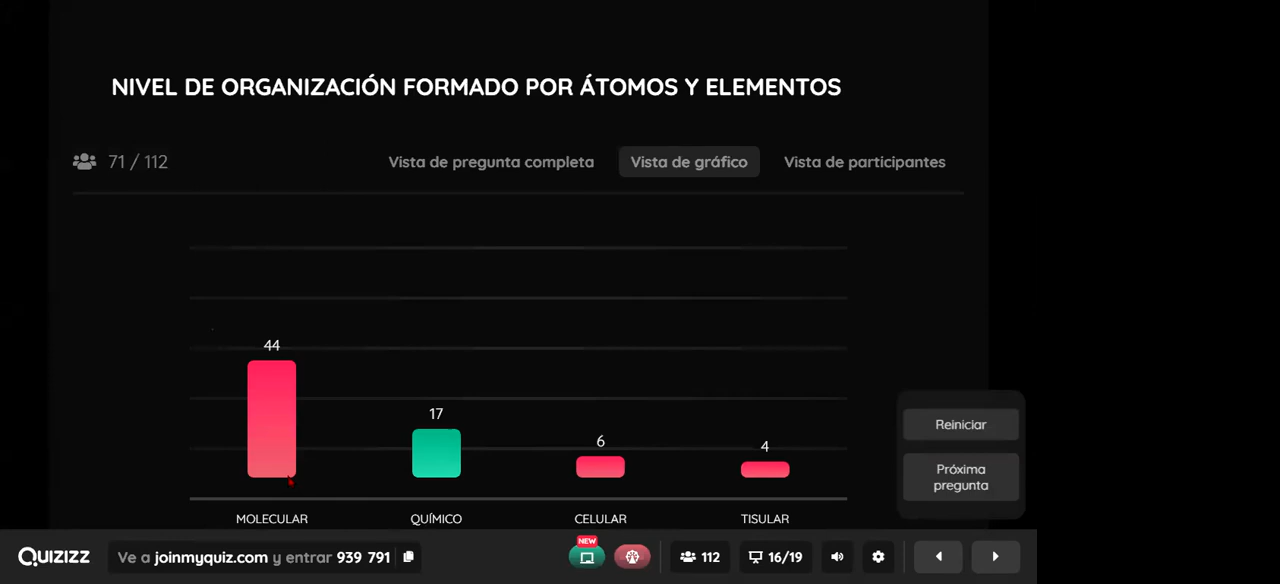 NIVEL DE ORGANIZACIÓN FORMADO POR ÁTOMOS Y ELEMENTOS
71 / 112
Vista de pregunta completa
Vista de gráfico
Vista de participantes
44
17
6
4
MOLECULAR
QUÍMICO
CELULAR
TISULAR
Reiniciar
Próxima
pregunta
QUIZIZZ
Ve a joinmyquiz.com y entrar 939 791
NEW
112
16/19